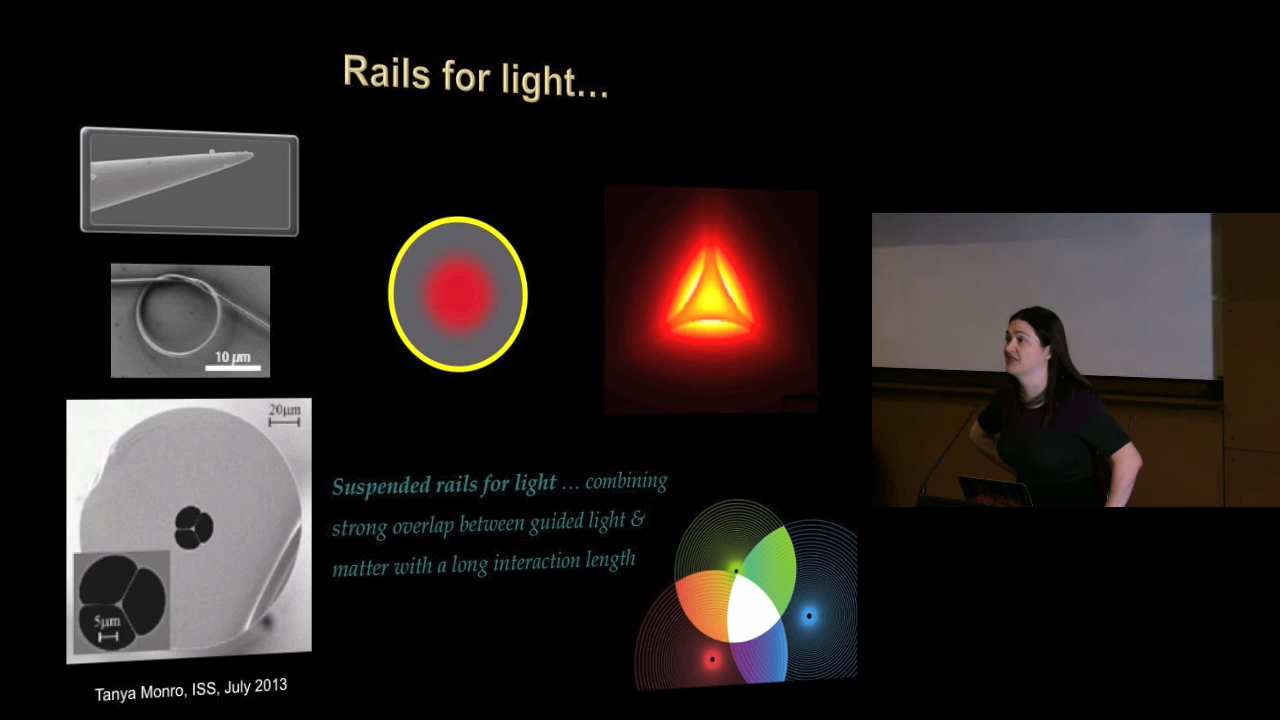 Rails for light...
10 µm
20µm
5µm
Suspended rails for light ... combining
strong overlap between guided light &
matter with a long interaction length
Tanya Monro, ISS, July 2013